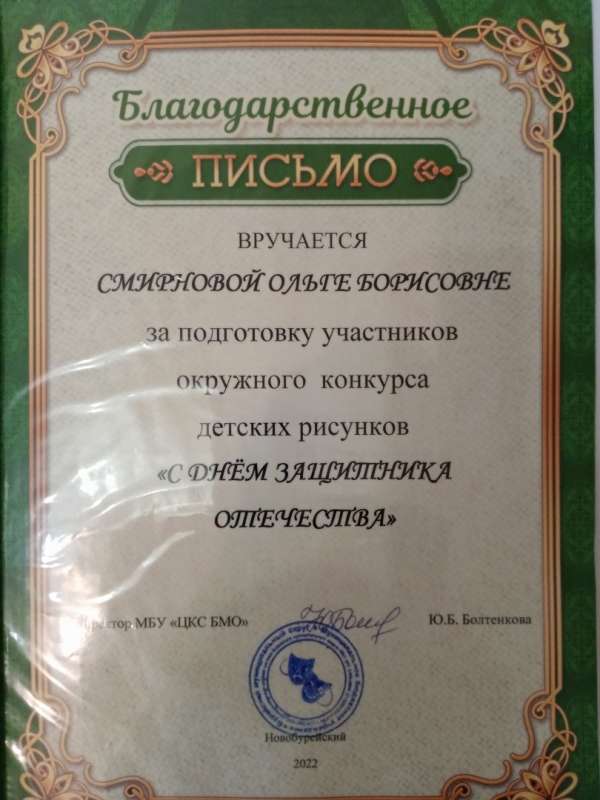 Благодарственное
ПИСЬМО
ВРУЧАЕТСЯ
СМИРНОВОЙ ОЛЬГЕ БОРИСОВНЕ
за подготовку участников
окружного конкурса
детских рисунков
«С ДНЁМ ЗАЩИТНИКА
ОТЕЧЕСТВА»
Директор МБУ «ЦКС БМО» Ю.Б. Болтенкова
Новобурейский
2022